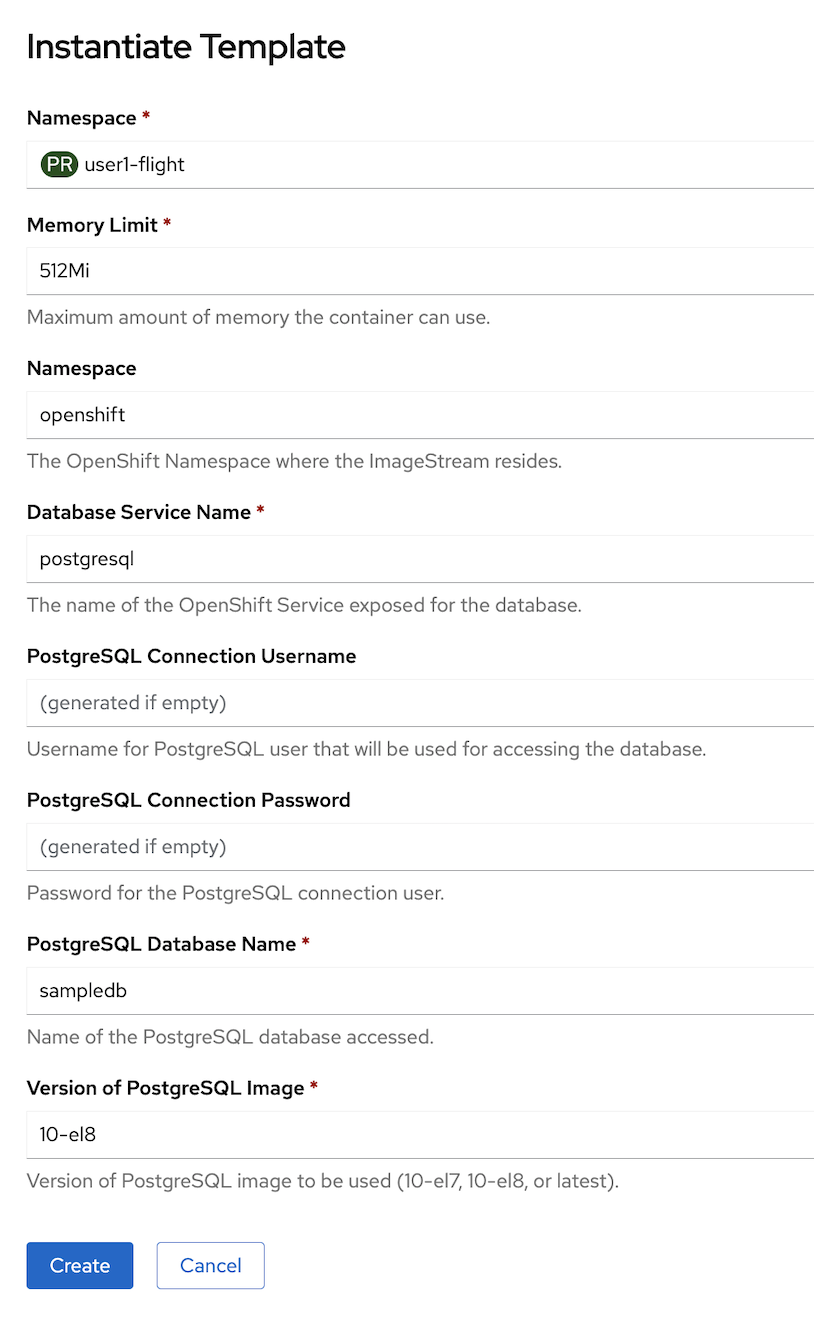 Instantiate Template
Namespace *
PR user1-flight
Memory Limit *
512Mi
Maximum amount of memory the container can use.
Namespace
openshift
The OpenShift Namespace where the ImageStream resides.
Database Service Name *
postgresql
The name of the OpenShift Service exposed for the database.
PostgreSQL Connection Username
(generated if empty)
Username for PostgreSQL user that will be used for accessing the database.
PostgreSQL Connection Password
(generated if empty)
Password for the PostgreSQL connection user.
PostgreSQL Database Name *
sampledb
Name of the PostgreSQL database accessed.
Version of PostgreSQL Image *
10-el8
Version of PostgreSQL image to be used (10-el7, 10-el8, or latest).
Create Cancel